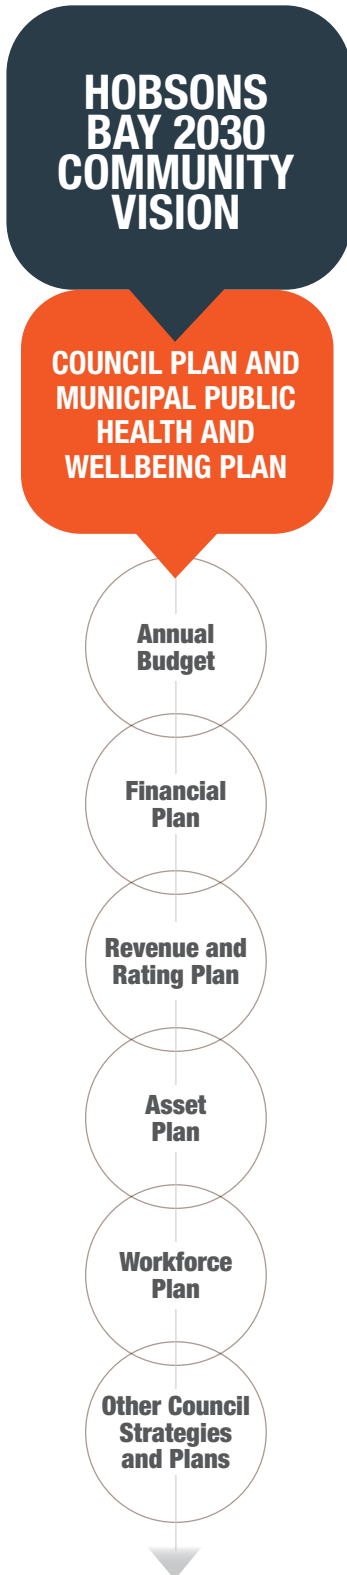 HOBSONS
BAY 2030
COMMUNITY
VISION
COUNCIL PLAN AND
MUNICIPAL PUBLIC
HEALTH AND
WELLBEING PLAN
Annual
Budget
Financial
Plan
Revenue and
Rating Plan
Asset
Plan
Workforce
Plan
Other Council
Strategies
and Plans